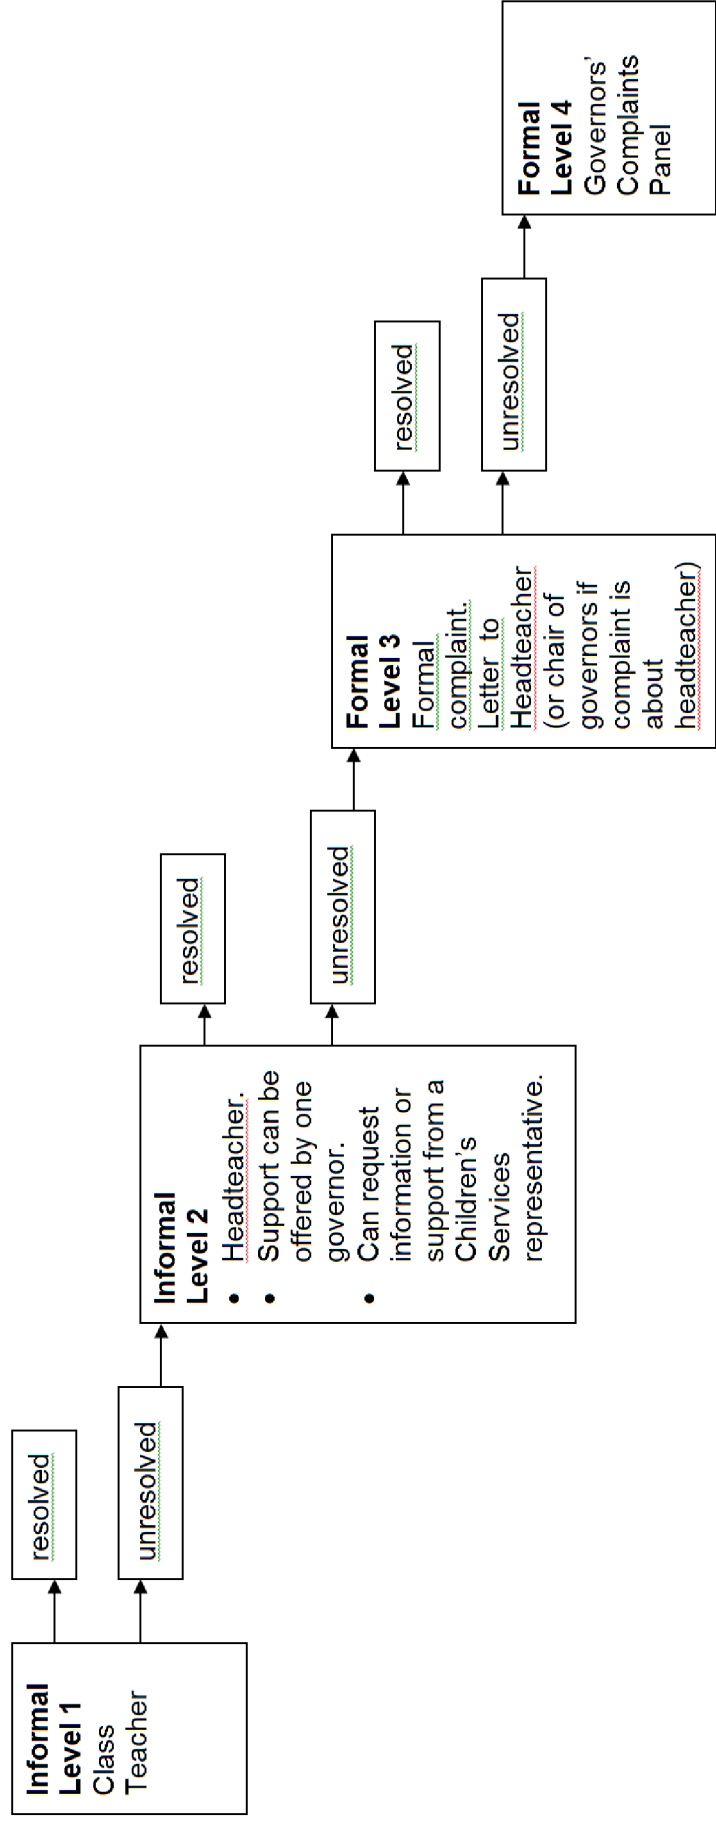 Informal
Level 1
Class
Teacher
resolved
unresolved
Informal
Level 2
• Headteacher.
• Support can be
offered by one
governor.
• Can request
information or
support from a
Children’s
Services
representative.
resolved
unresolved
Formal
Level 3
Formal
complaint.
Letter to
Headteacher
(or chair of
governors if
complaint is
about
headteacher)
resolved
unresolved
Formal
Level 4
Governors’
Complaints
Panel